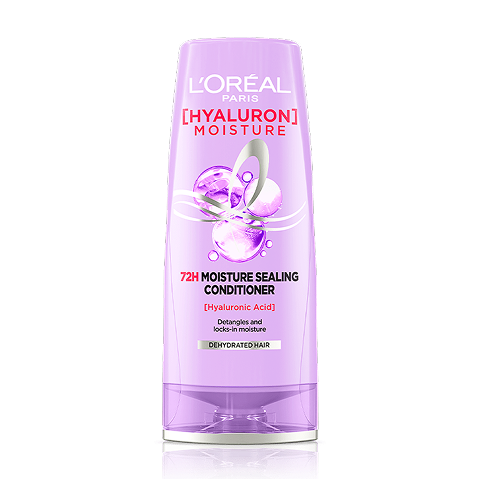 L'ORÉAL
PARIS
[HYALURON]
MOISTURE
72H MOISTURE SEALING
CONDITIONER
[Hyaluronic Acid]
Detangles and
locks-in moisture
DEHYDRATED HAIR